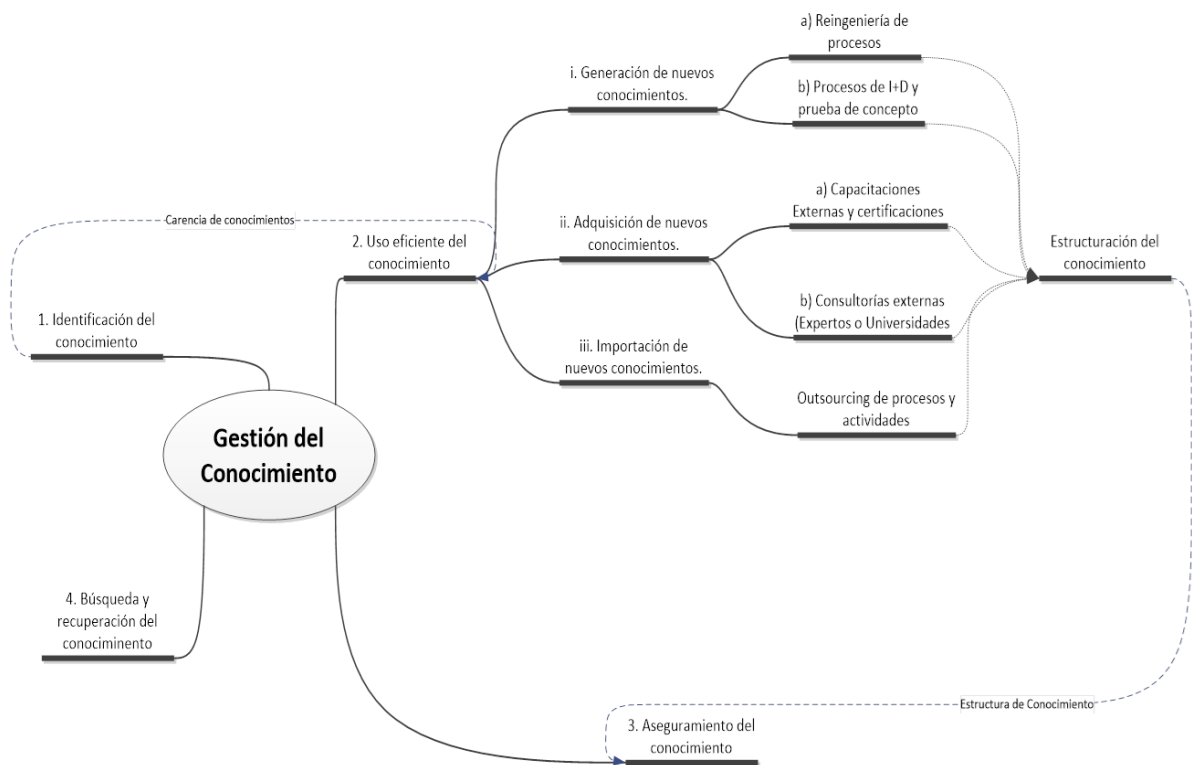 a) Reingeniería de
procesos
i. Generación de nuevos
conocimientos.
b) Procesos de I+D y
prueba de concepto
a) Capacitaciones
Externas y certificaciones
Carencia de conocimientos
ii. Adquisición de nuevos
conocimientos.
2. Uso eficiente del
conocimiento
Estructuración del
conocimiento
b) Consultorías externas
(Expertos o Universidades
1. Identificación del
conocimiento
iii. Importación de
nuevos conocimientos.
Outsourcing de procesos y
actividades
Gestión del
Conocimiento
4. Búsqueda y
recuperación del
conociminento
Estructura de Conocimiento
3. Aseguramiento del
conocimiento